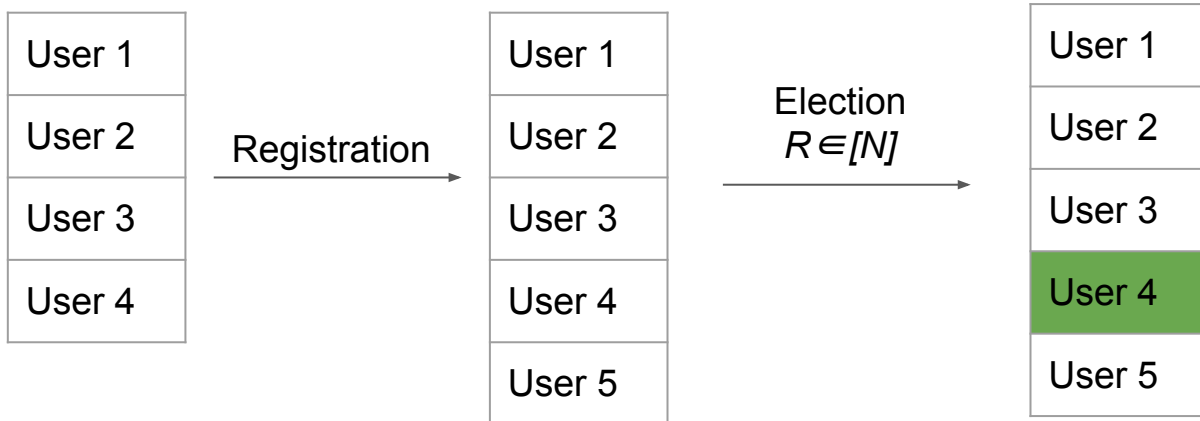 User 1
User 2
User 3
User 4
Registration
User 1
User 2
User 3
User 4
User 5
Election
R∈[N]
User 1
User 2
User 3
User 4
User 5